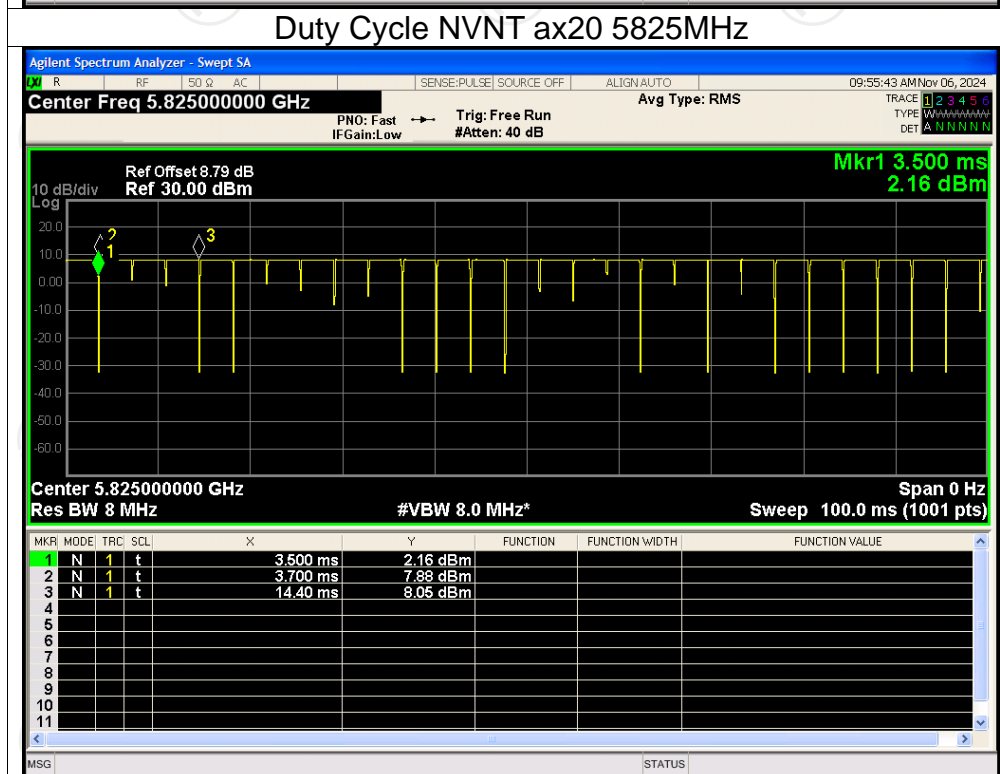 Duty Cycle NVNT ax20 5825MHz
Agilent Spectrum Analyzer - Swept SA
LXI R RF 50 Ω AC SENSE:PULSE SOURCE OFF ALIGN AUTO 09:55:43 AM Nov 06, 2024
Center Freq 5.825000000 GHz Avg Type: RMS TRACE 1 2 3 4 5 6
PNO: Fast Trig: Free Run TYPE WWWWWW
IFGain:Low #Atten: 40 dB DET A N N N N N
Mkr1 3.500 ms
Ref Offset 8.79 dB
10 dB/div Ref 30.00 dBm 2.16 dBm
Log
20.0
2 3
10.0 1
0.00
-10.0
-20.0
-30.0
-40.0
-50.0
-60.0
Center 5.825000000 GHz Span 0 Hz
Res BW 8 MHz #VBW 8.0 MHz* Sweep 100.0 ms (1001 pts)
MKR MODE TRC SCL X Y FUNCTION FUNCTION WIDTH FUNCTION VALUE
1 N 1 t 3.500 ms 2.16 dBm
2 N 1 t 3.700 ms 7.88 dBm
3 N 1 t 14.40 ms 8.05 dBm
4
5
6
7
8
9
10
11
MSG STATUS